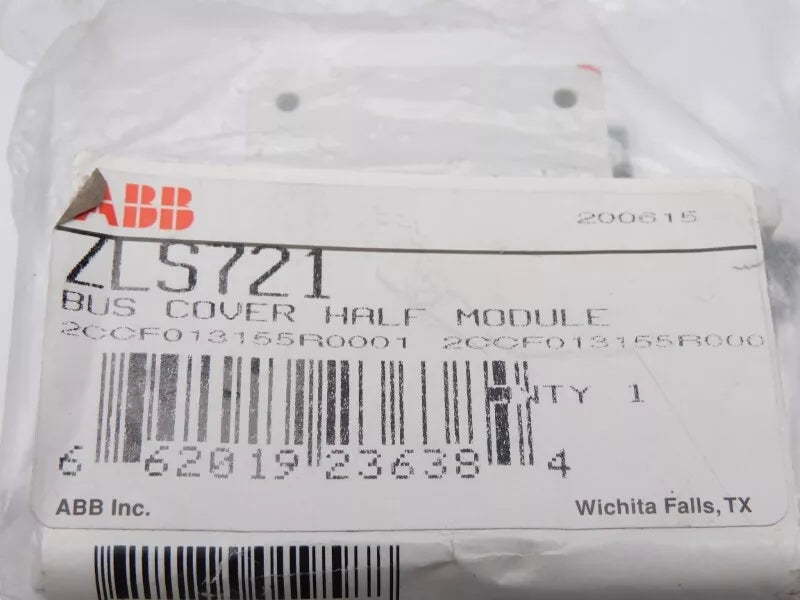 ABB
200615
ZLS721
BUS COVER HALF MODULE
2CCF013155R0001 2CCF013155R000
QNTY 1
6 62019 23638 4
ABB Inc.
Wichita Falls, TX